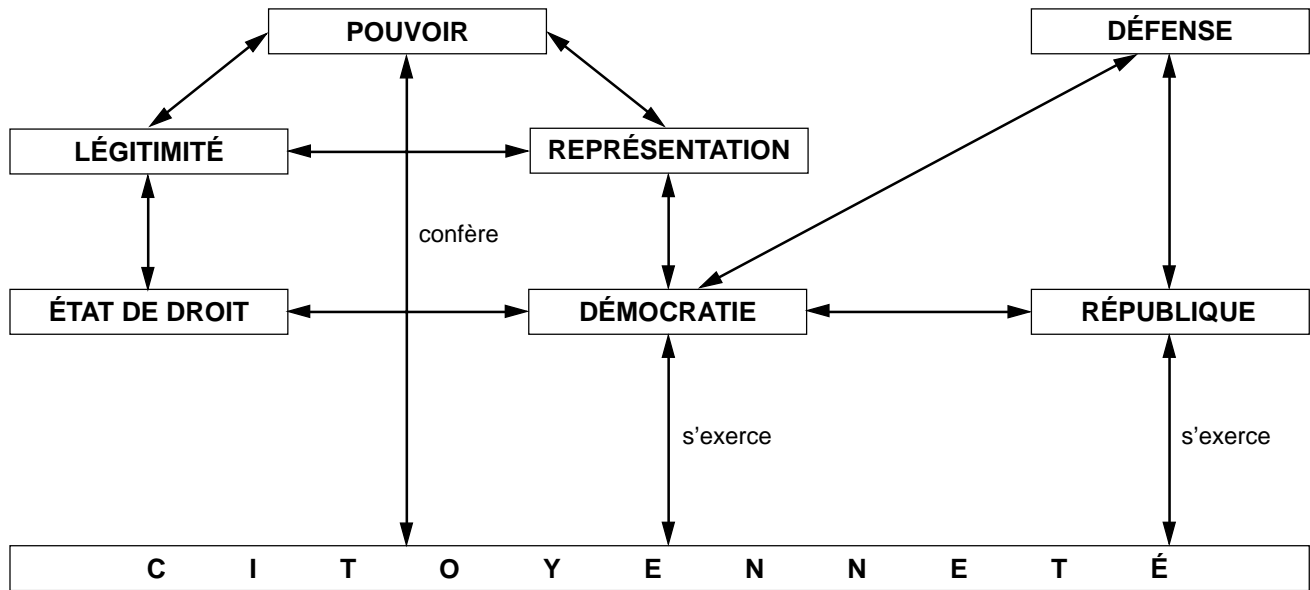 POUVOIR
DÉFENSE
LÉGITIMITÉ
REPRÉSENTATION
confère
ÉTAT DE DROIT
DÉMOCRATIE
RÉPUBLIQUE
s’exerce
s’exerce
C I T O Y E N N E T É